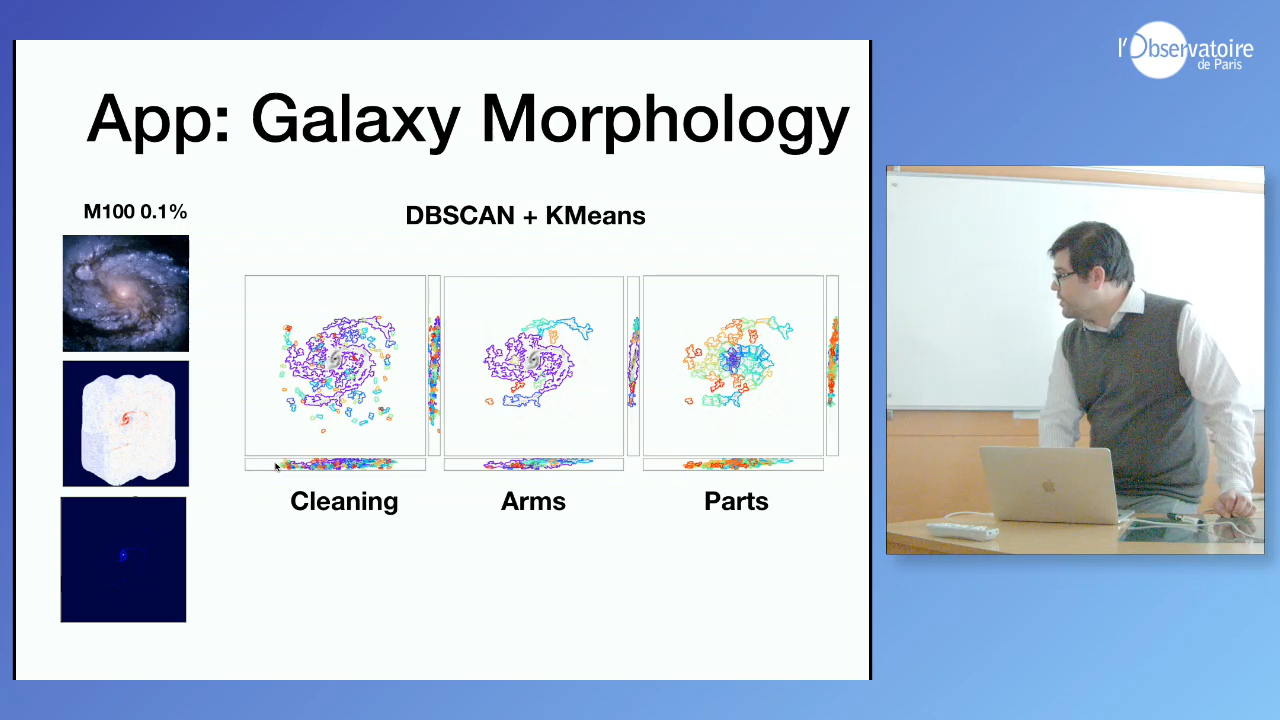 l'Observatoire
de Paris
App: Galaxy Morphology
M100 0.1%
DBSCAN + KMeans
Cleaning
Arms
Parts